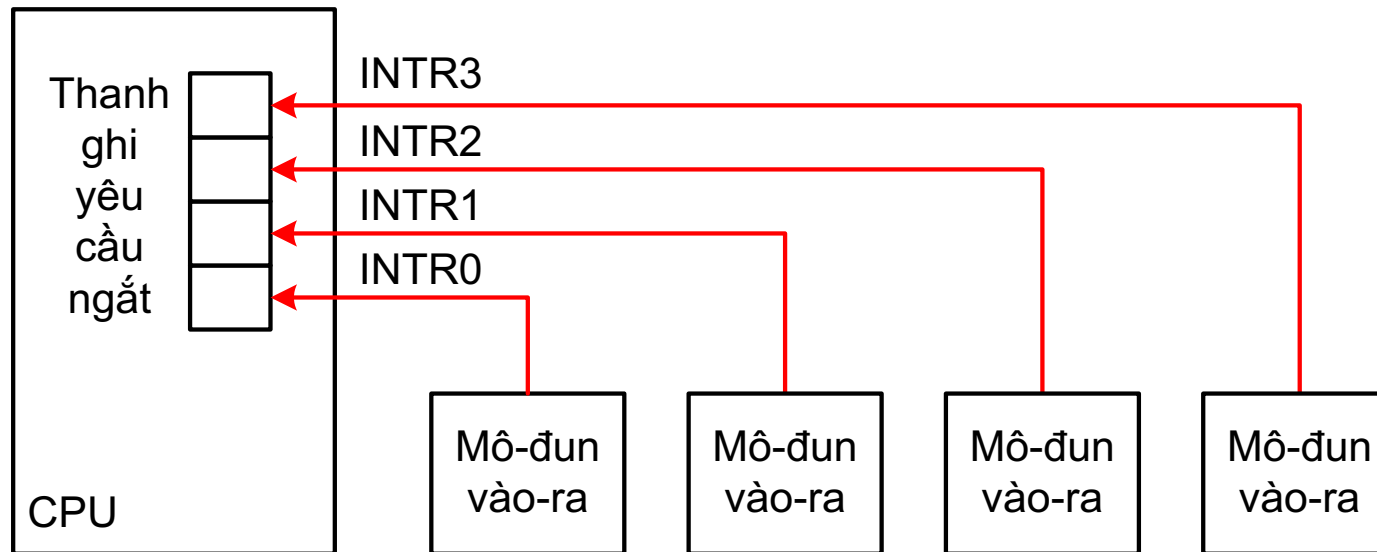 Thanh
ghi
yêu
cầu
ngắt
INTR3
INTR2
INTR1
INTR0
CPU
Mô-đun
vào-ra
Mô-đun
vào-ra
Mô-đun
vào-ra
Mô-đun
vào-ra